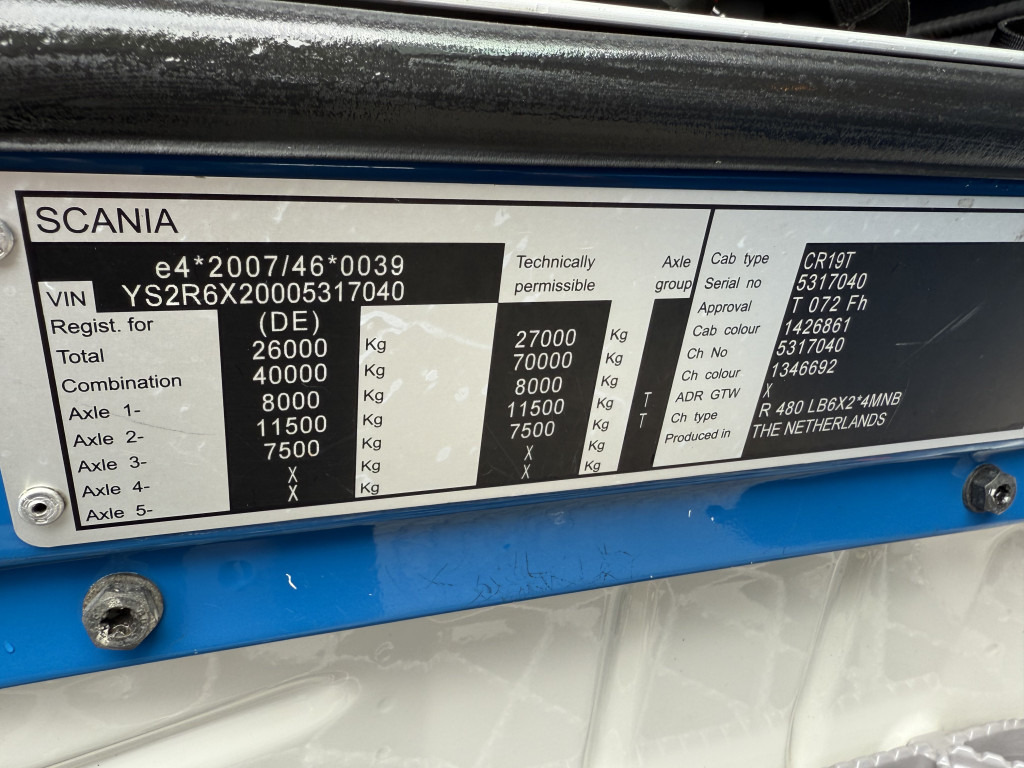 SCANIA
e4*2007/46*0039
VIN YS2R6X20005317040
Technically permissible
Axle group
Regist. for (DE)
Total 26000 Kg 27000 Kg
Combination 40000 Kg 70000 Kg
Axle 1- 8000 Kg 8000 Kg
Axle 2- 11500 Kg 11500 Kg T
Axle 3- 7500 Kg 7500 Kg T
Axle 4- X Kg X Kg
Axle 5- X Kg X Kg
Cab type CR19T
Serial no 5317040
Approval T 072 Fh
Cab colour 1426861
Ch No 5317040
Ch colour 1346692
ADR GTW X
Ch type R 480 LB6X2*4MNB
Produced in THE NETHERLANDS